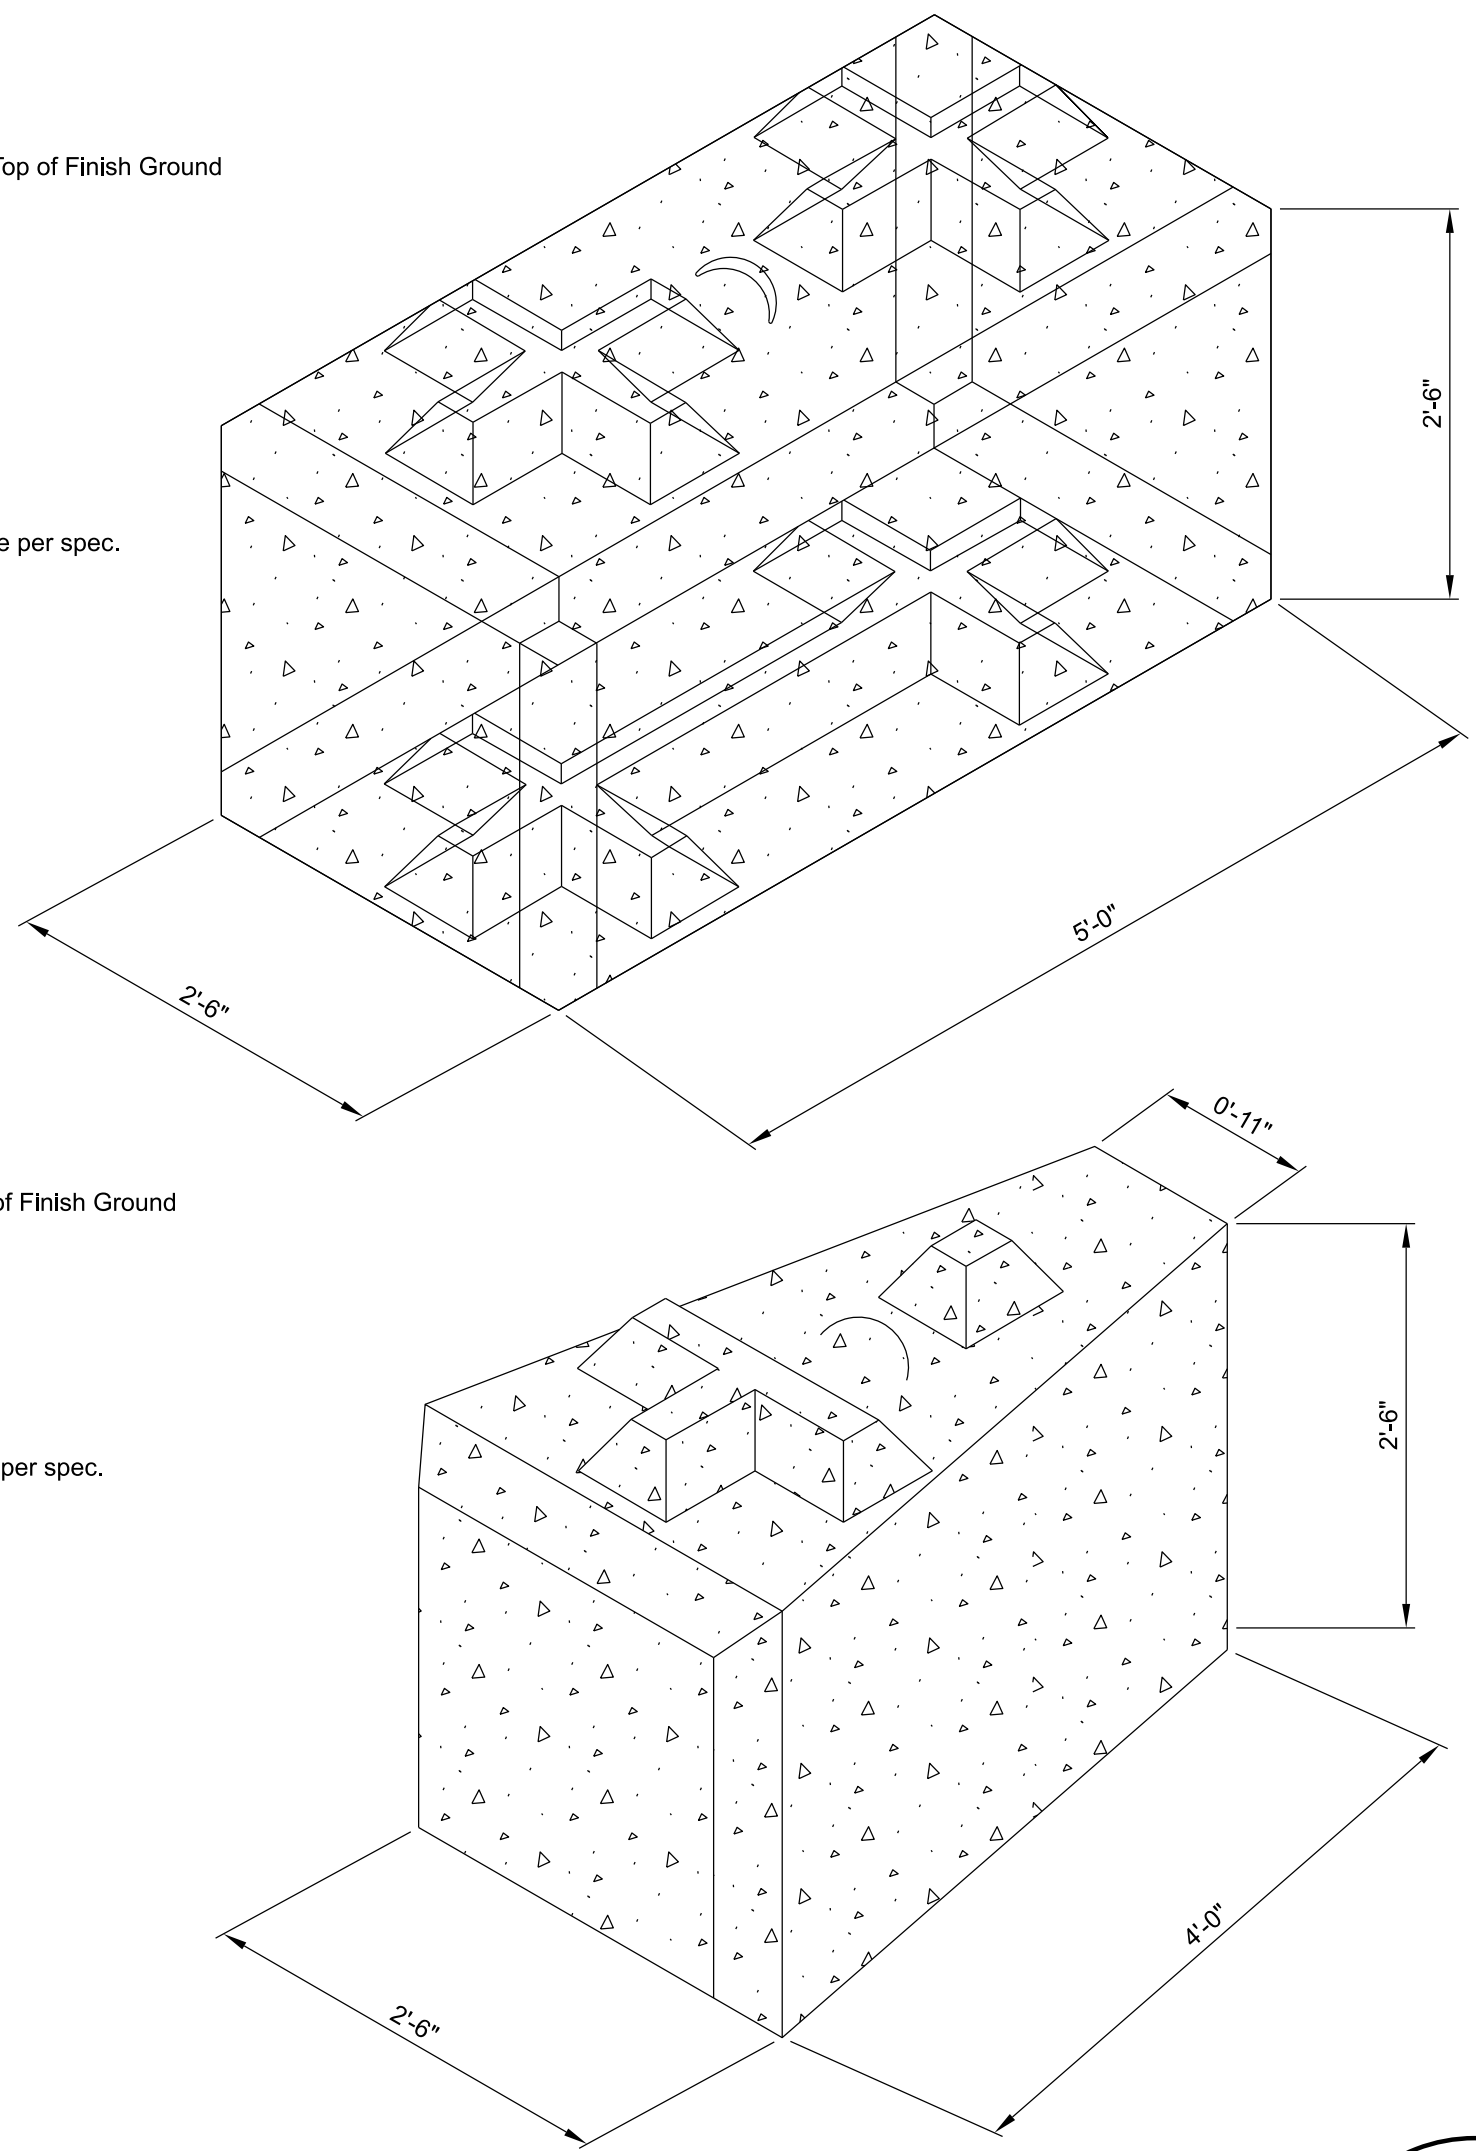 Top of Finish Ground
2'-6"
e per spec.
5'-0"
2'-6"
0'-11"
of Finish Ground
2'-6"
per spec.
4'-0"
2'-6"